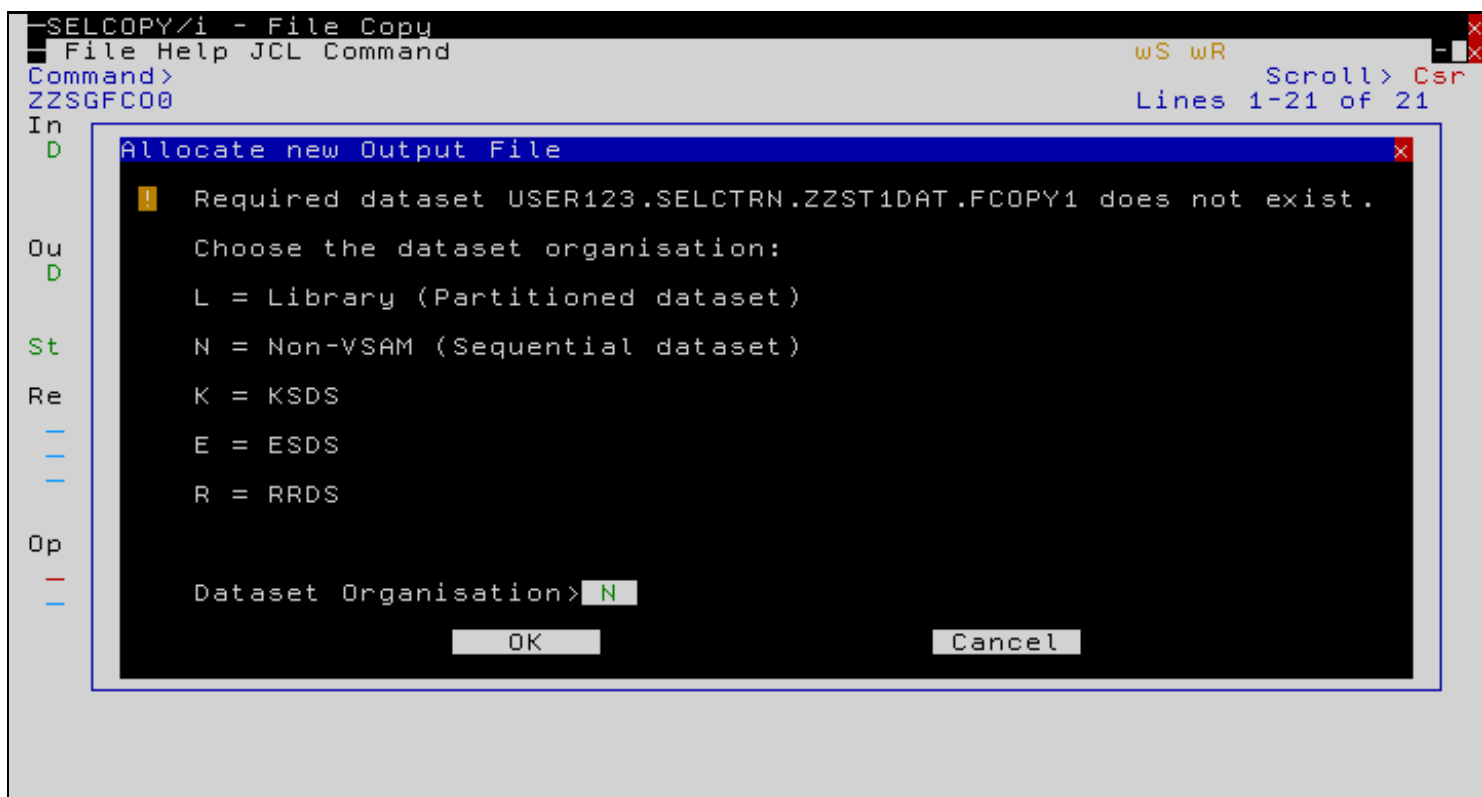 SELCOPY/i - File Copy x
File Help JCL Command wS wR - x
Command> Scroll> Csr
ZZSGFCO0 Lines 1-21 of 21
In
D Allocate new Output File x
! Required dataset USER123.SELCTRN.ZZST1DAT.FCOPY1 does not exist.
Ou Choose the dataset organisation:
D
L = Library (Partitioned dataset)
St N = Non-VSAM (Sequential dataset)
Re K = KSDS
E = ESDS
R = RRDS
Op
Dataset Organisation> N
OK Cancel